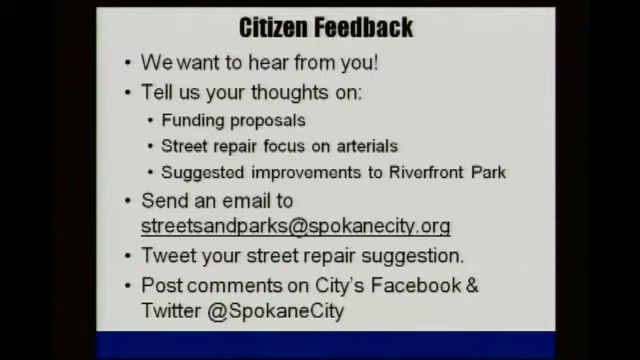 Citizen Feedback
• We want to hear from you!
• Tell us your thoughts on:
• Funding proposals
• Street repair focus on arterials
• Suggested improvements to Riverfront Park
• Send an email to
streetsandparks@spokanecity.org
• Tweet your street repair suggestion.
• Post comments on City's Facebook &
Twitter @SpokaneCity